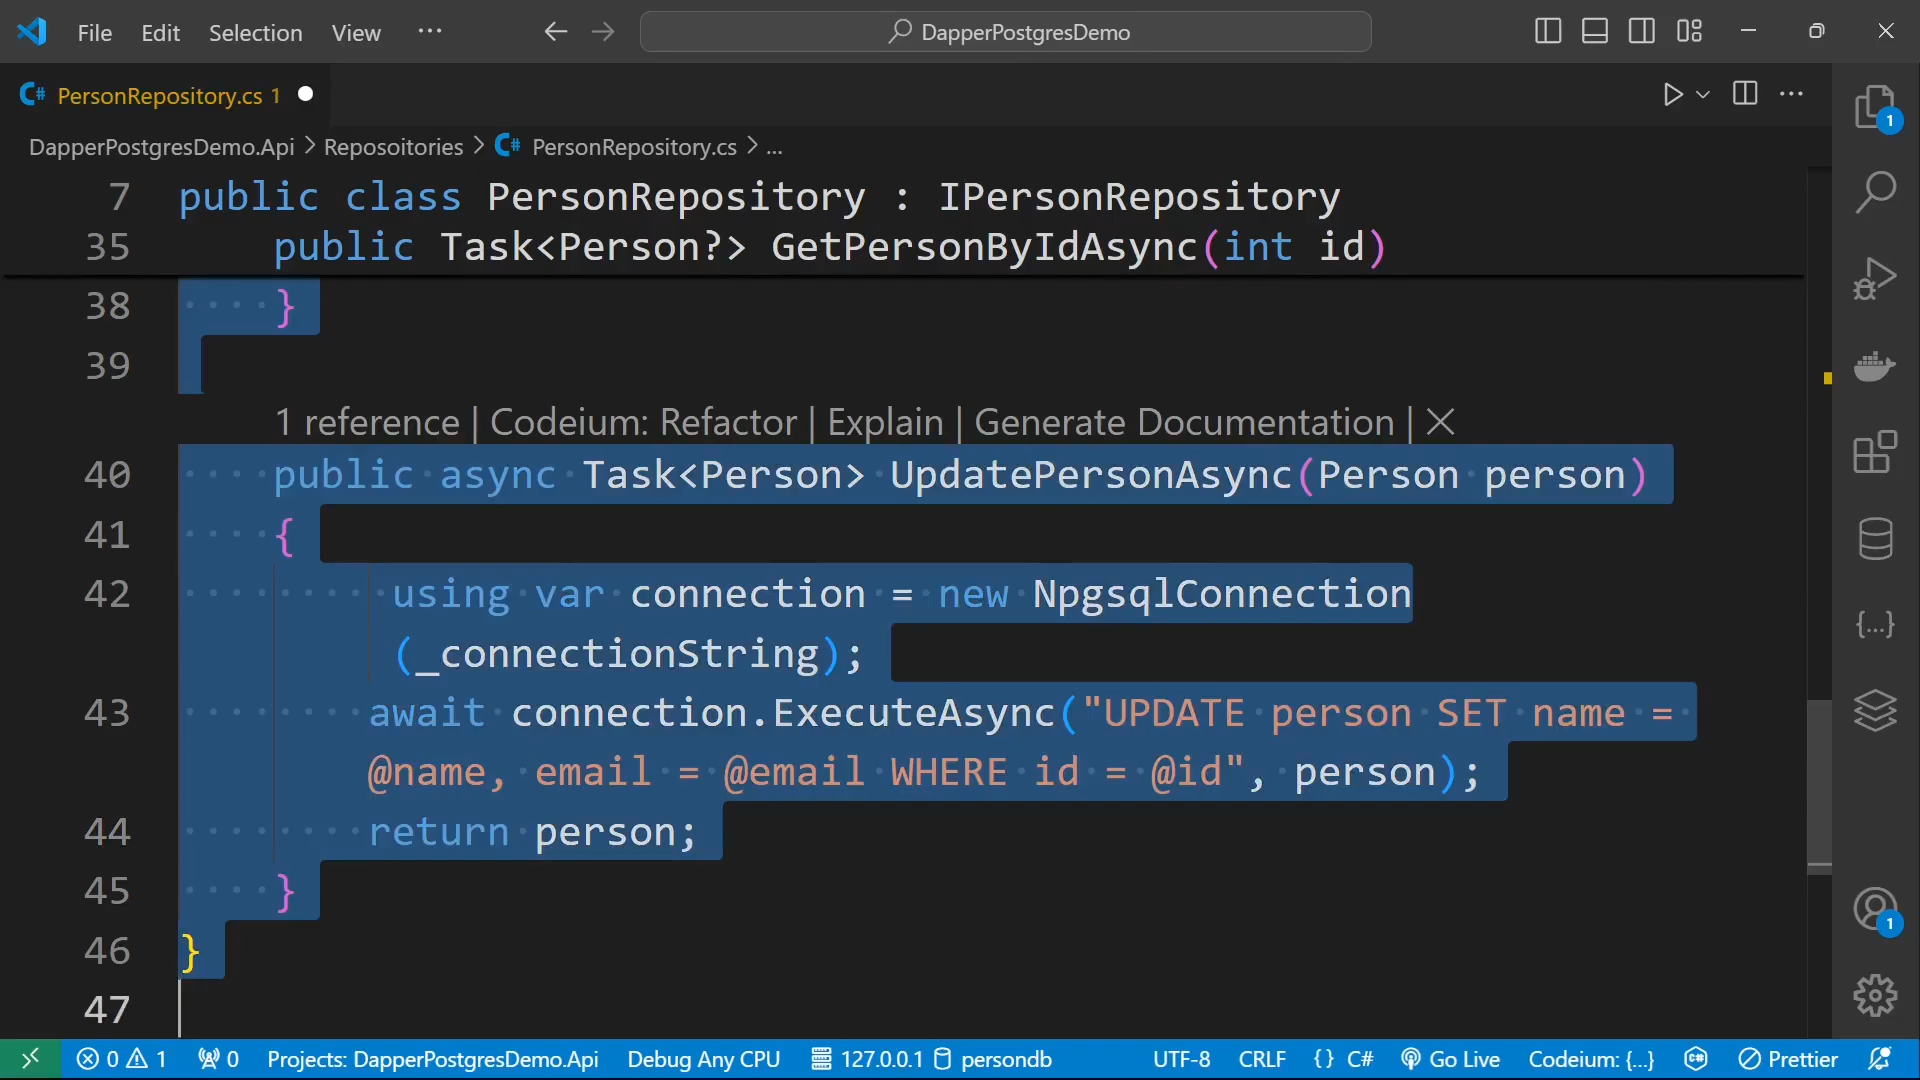 File Edit Selection View ··· DapperPostgresDemo
C# PersonRepository.cs 1
DapperPostgresDemo.Api > Reposoitories > C# PersonRepository.cs > ...
1
7 public class PersonRepository : IPersonRepository
35 public Task<Person?> GetPersonByIdAsync(int id)
38 }
39
1 reference | Codeium: Refactor | Explain | Generate Documentation | ×
40 public async Task<Person> UpdatePersonAsync(Person person)
41 {
42 using var connection = new NpgsqlConnection
(_connectionString);
43 await connection.ExecuteAsync("UPDATE person SET name =
@name, email = @email WHERE id = @id", person);
44 return person;
45 }
46 }
47
{...}
1
0 1 0 Projects: DapperPostgresDemo.Api Debug Any CPU 127.0.0.1 persondb UTF-8 CRLF {} C# Go Live Codeium: {...} Prettier